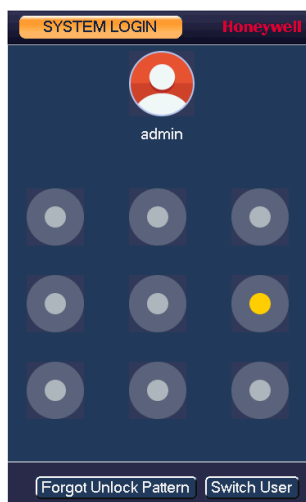 SYSTEM LOGIN
Honeywell
admin
Forgot Unlock Pattern
Switch User